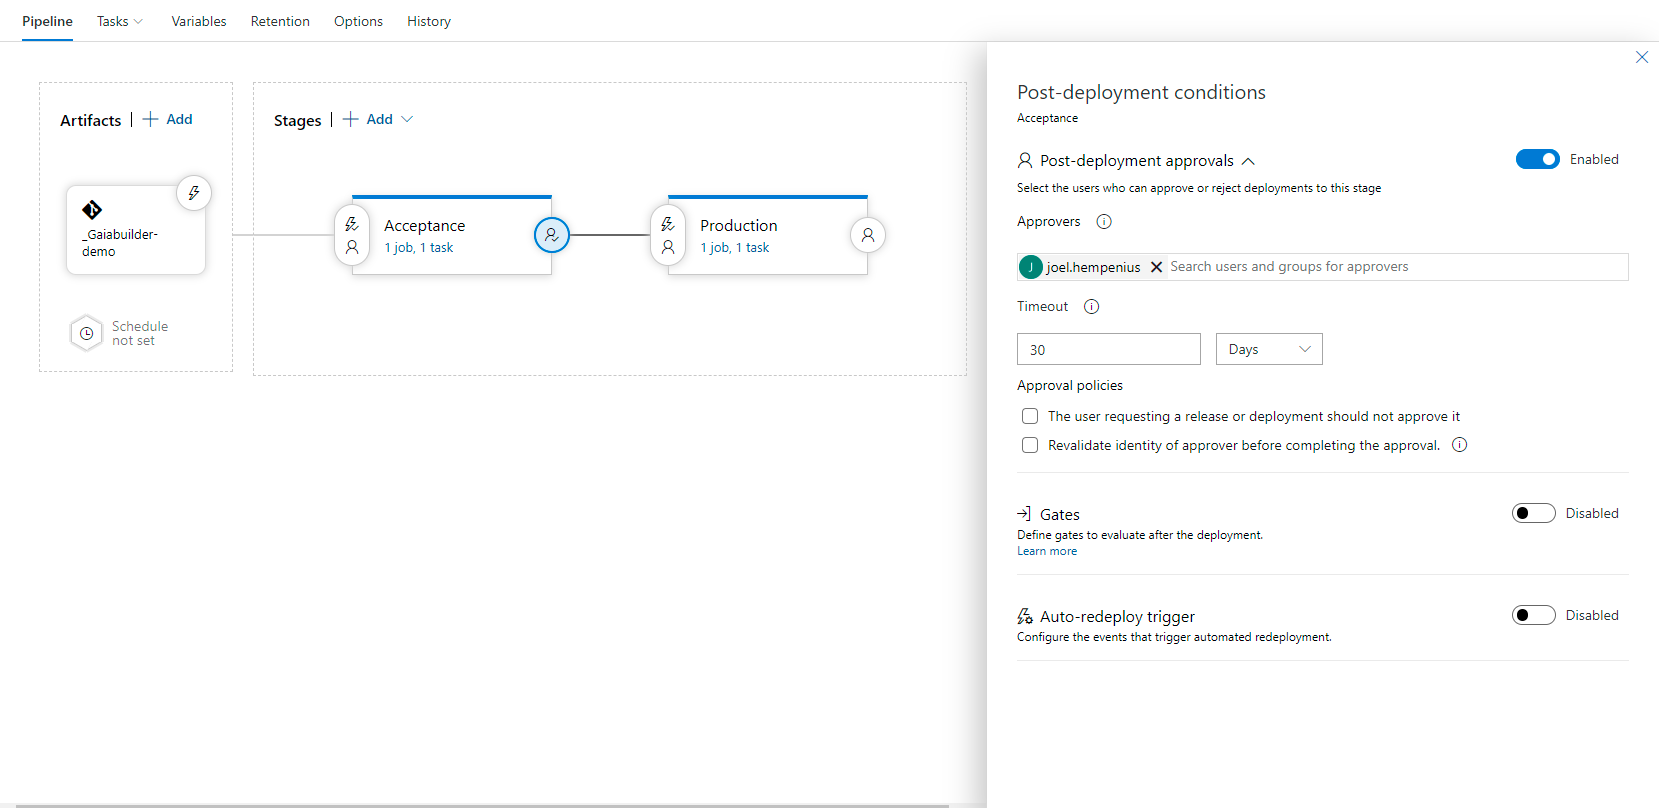 Pipeline Tasks Variables Retention Options History
Artifacts | Add
Stages | Add
_Gaiabuilder-
demo
Schedule
not set
Acceptance
1 job, 1 task
Production
1 job, 1 task
Post-deployment conditions
Acceptance
Post-deployment approvals
Enabled
Select the users who can approve or reject deployments to this stage
Approvers
J joel.hempenius Search users and groups for approvers
Timeout
30 Days
Approval policies
The user requesting a release or deployment should not approve it
Revalidate identity of approver before completing the approval.
Gates
Disabled
Define gates to evaluate after the deployment.
Learn more
Auto-redeploy trigger
Disabled
Configure the events that trigger automated redeployment.